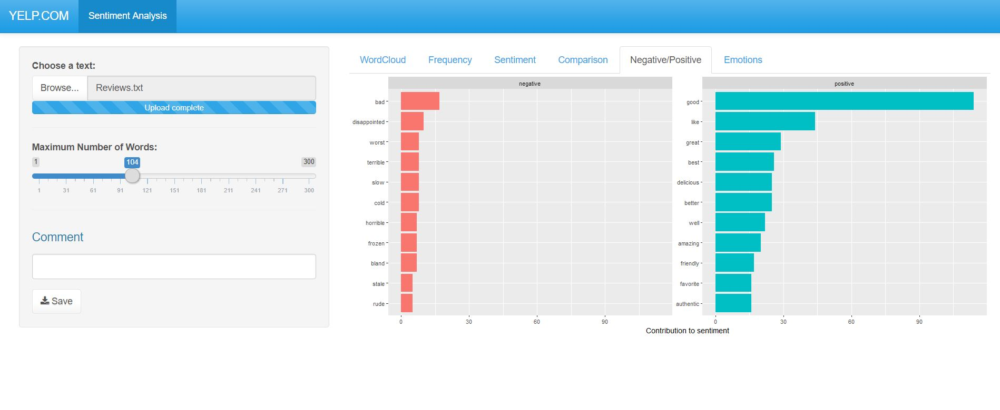 YELP.COM Sentiment Analysis
Choose a text:
Browse... Reviews.txt
Upload complete
Maximum Number of Words:
1 104 300
1 31 61 91 121 151 181 211 241 271 300
Comment
Save
WordCloud Frequency Sentiment Comparison Negative/Positive Emotions
negative
bad
disappointed
worst
terrible
slow
cold
horrible
frozen
bland
stale
rude
0 30 60 90
positive
good
like
great
best
delicious
better
well
amazing
friendly
favorite
authentic
0 30 60 90
Contribution to sentiment